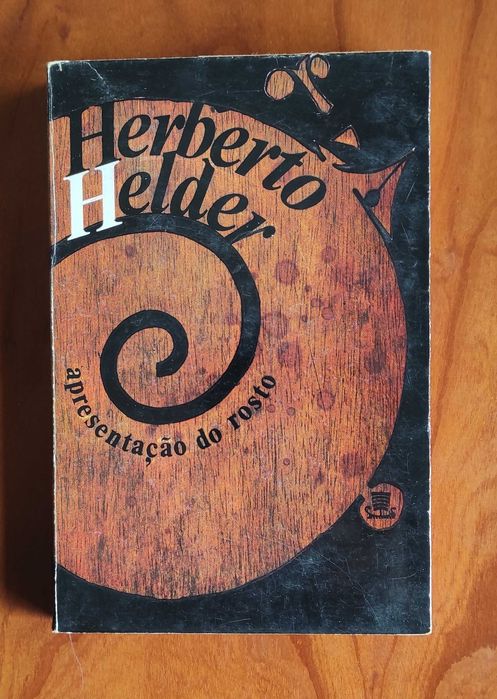 Herberto
Helder
apresentação do rosto